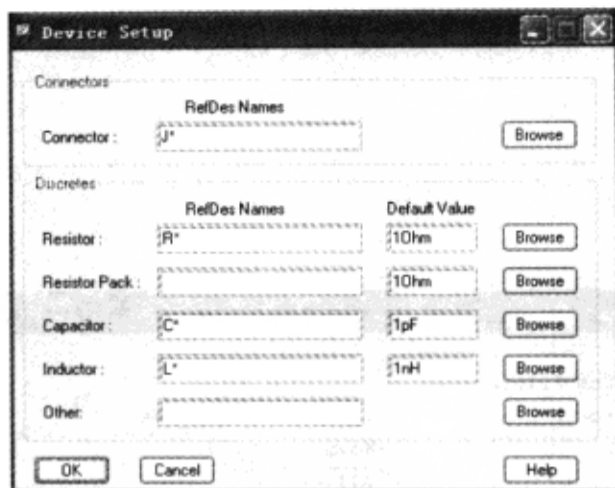 Device Setup
Connectors
RefDes Names
Connector : J* Browse
Discretes
RefDes Names Default Value
Resistor : R* 1Ohm Browse
Resistor Pack : 1Ohm Browse
Capacitor : C* 1pF Browse
Inductor : L* 1nH Browse
Other: Browse
OK Cancel Help